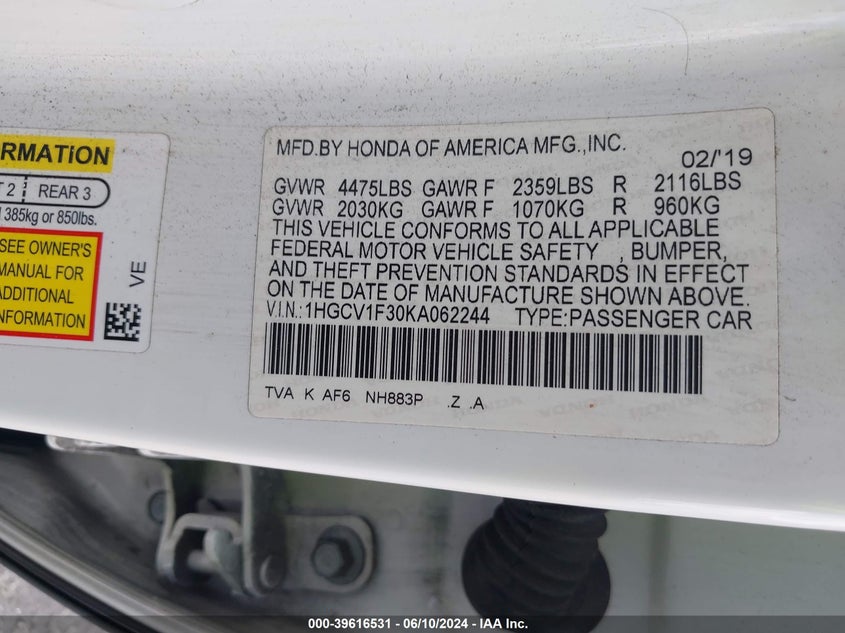 RMATION
T 2 REAR 3
385kg or 850lbs.
SEE OWNER'S
MANUAL FOR
ADDITIONAL
INFORMATION
VE
MFD.BY HONDA OF AMERICA MFG.,INC. 02/'19
GVWR 4475LBS GAWR F 2359LBS R 2116LBS
GVWR 2030KG GAWR F 1070KG R 960KG
THIS VEHICLE CONFORMS TO ALL APPLICABLE
FEDERAL MOTOR VEHICLE SAFETY , BUMPER,
AND THEFT PREVENTION STANDARDS IN EFFECT
ON THE DATE OF MANUFACTURE SHOWN ABOVE.
V.I.N.:1HGCV1F30KA062244 TYPE:PASSENGER CAR
TVA K AF6 NH883P .Z .A
000-39616531 - 06/10/2024 - IAA Inc.